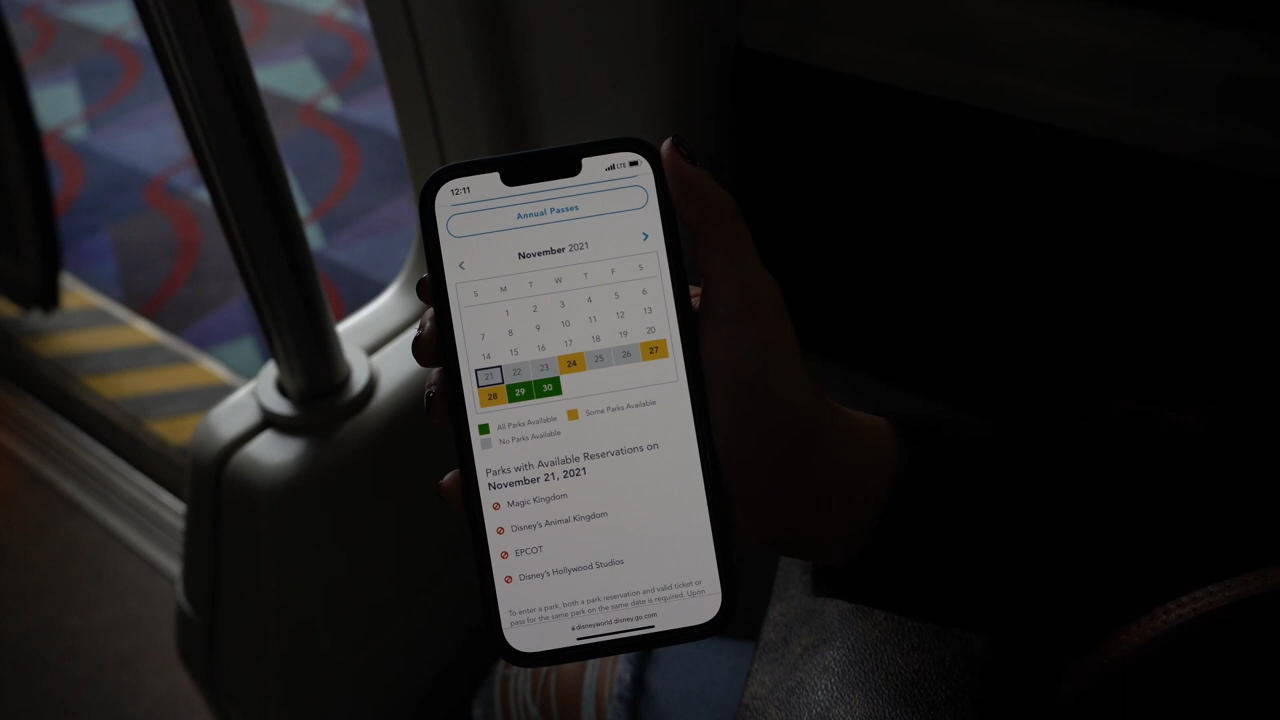 12:11 LTE
Annual Passes
November 2021
S M T W T F S
1 2 3 4 5 6
7 8 9 10 11 12 13
14 15 16 17 18 19 20
21 22 23 24 25 26 27
28 29 30
All Parks Available Some Parks Available
No Parks Available
Parks with Available Reservations on
November 21, 2021
Magic Kingdom
Disney's Animal Kingdom
EPCOT
Disney's Hollywood Studios
To enter a park, both a park reservation and valid ticket or
pass for the same park on the same date is required. Upon
disneyworld.disney.go.com